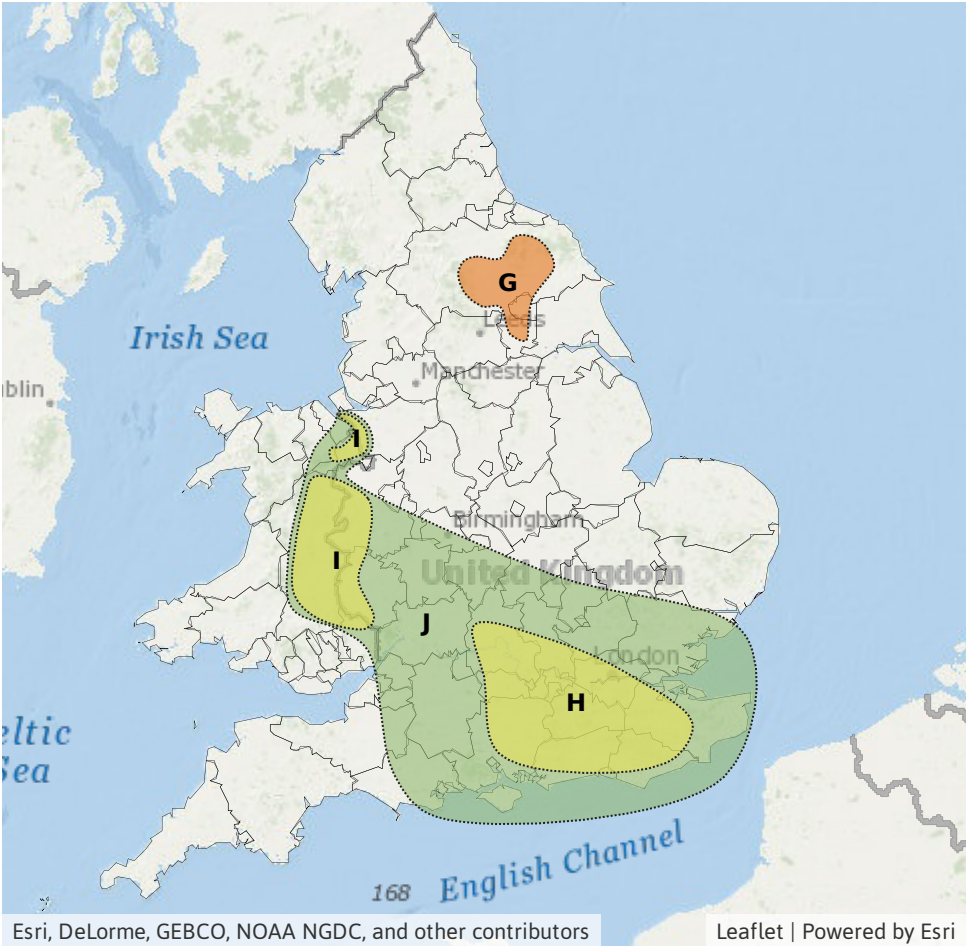 G
Leeds
Irish Sea
Manchester
blin
I
Birmingham
I
United Kingdom
J
London
H
eltic
Sea
English Channel
168
Esri, DeLorme, GEBCO, NOAA NGDC, and other contributors
Leaflet | Powered by Esri